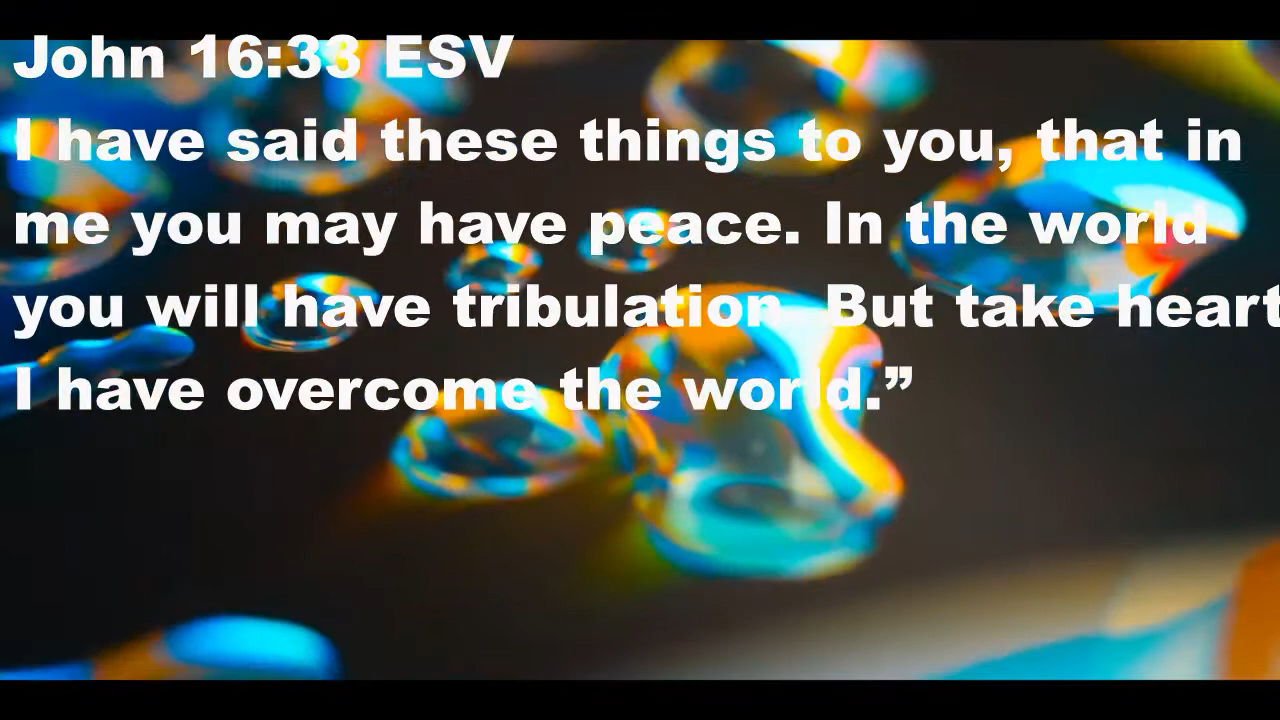 John 16:33 ESV
I have said these things to you, that in
me you may have peace. In the world
you will have tribulation. But take heart
I have overcome the world.”